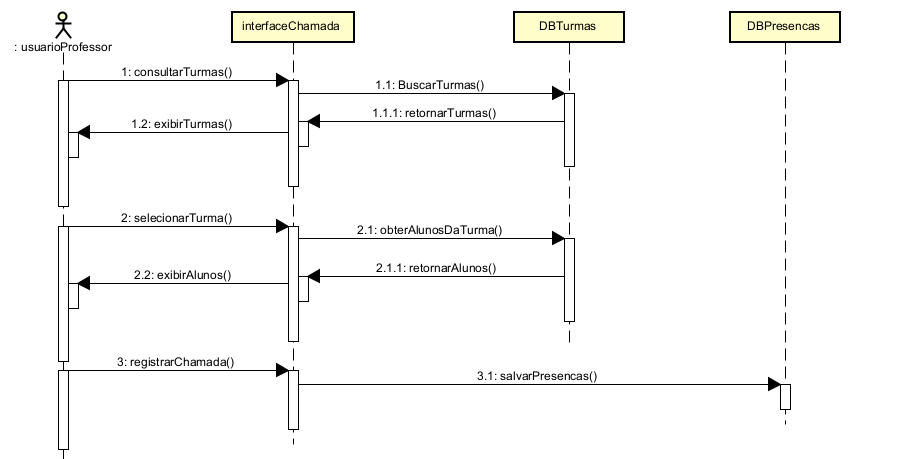 : usuarioProfessor
interfaceChamada
DBTurmas
DBPresencas
1: consultarTurmas()
1.1: BuscarTurmas()
1.1.1: retornarTurmas()
1.2: exibirTurmas()
2: selecionarTurma()
2.1: obterAlunosDaTurma()
2.1.1: retornarAlunos()
2.2: exibirAlunos()
3: registrarChamada()
3.1: salvarPresencas()